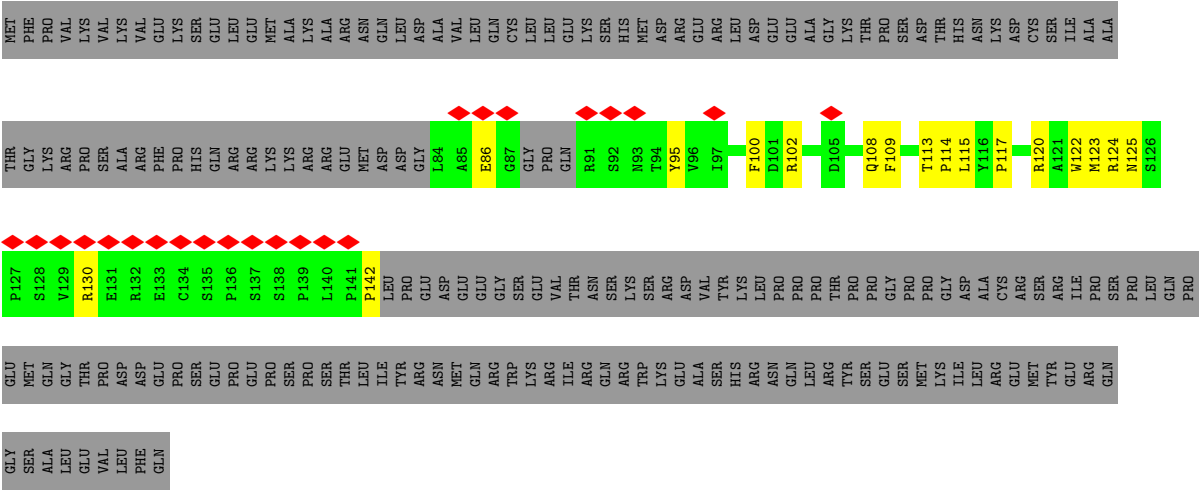 MET PHE PRO VAL LYS VAL LYS VAL GLU LYS SER GLU LEU GLU MET ALA LYS ALA ARG ASN GLN LEU ASP ALA VAL LEU GLN CYS LEU LEU GLU LYS SER HIS MET ASP ARG GLU ARG LEU ASP GLU GLU ALA GLY LYS THR PRO SER ASP THR HIS ASN LYS ASP CYS SER ILE ALA ALA
THR GLY LYS ARG PRO SER ALA ARG PHE PRO HIS GLN ARG ARG LYS LYS ARG ARG GLU MET ASP ASP GLY L84 A85 E86 G87 GLY PRO GLN R91 S92 N93 T94 Y95 V96 I97 F100 D101 R102 D105 Q108 F109 T113 P114 L115 Y116 P117 R120 A121 W122 M123 R124 N125 S126
P127 S128 V129 R130 E131 R132 E133 C134 S135 P136 S137 S138 P139 L140 P141 P142 LEU PRO GLU ASP GLU GLU GLY SER GLU VAL THR ASN SER LYS SER ARG ASP VAL TYR LYS LEU PRO PRO PRO THR PRO PRO GLY PRO PRO GLY ASP ALA CYS ARG SER ARG ILE PRO SER PRO LEU GLN PRO
GLU MET GLN GLY THR PRO ASP ASP GLU PRO SER GLU PRO GLU PRO SER PRO SER THR LEU ILE TYR ARG ASN MET GLN ARG TRP LYS ARG ILE ARG GLN ARG TRP LYS GLU ALA SER HIS ARG ASN GLN LEU ARG TYR SER GLU SER MET LYS ILE LEU ARG GLU MET TYR GLU ARG GLN
GLY SER ALA LEU GLU VAL LEU PHE GLN